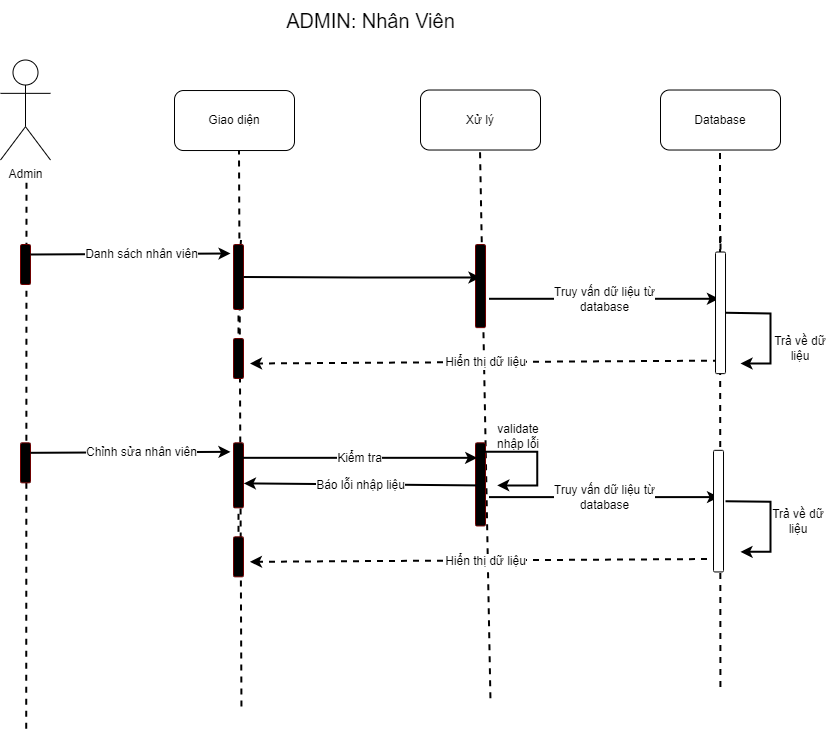 ADMIN: Nhân Viên
Giao diện
Xử lý
Database
Admin
Danh sách nhân viên
Truy vấn dữ liệu từ
database
Trả về dữ
liệu
Hiển thị dữ liệu
validate
nhập lỗi
Chỉnh sửa nhân viên
Kiểm tra
Báo lỗi nhập liệu
Truy vấn dữ liệu từ
database
Trả về dữ
liệu
Hiển thị dữ liệu